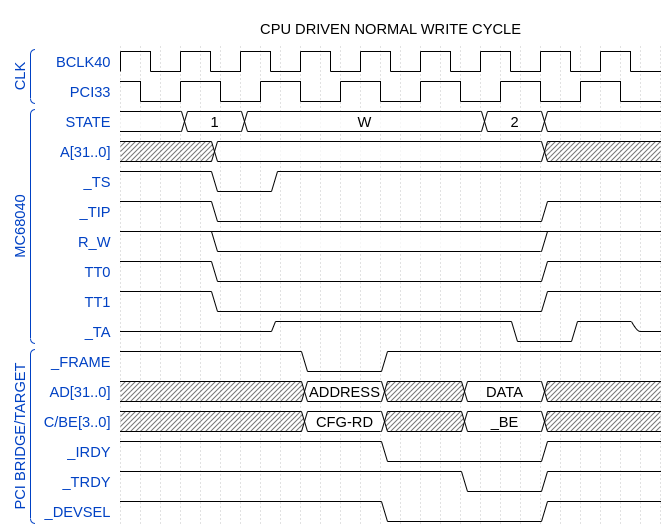 CPU DRIVEN NORMAL WRITE CYCLE
CLK
BCLK40
PCI33
MC68040
STATE 1 W 2
A[31..0]
_TS
_TIP
R_W
TT0
TT1
_TA
PCI BRIDGE/TARGET
_FRAME
AD[31..0] ADDRESS DATA
C/BE[3..0] CFG-RD _BE
_IRDY
_TRDY
_DEVSEL